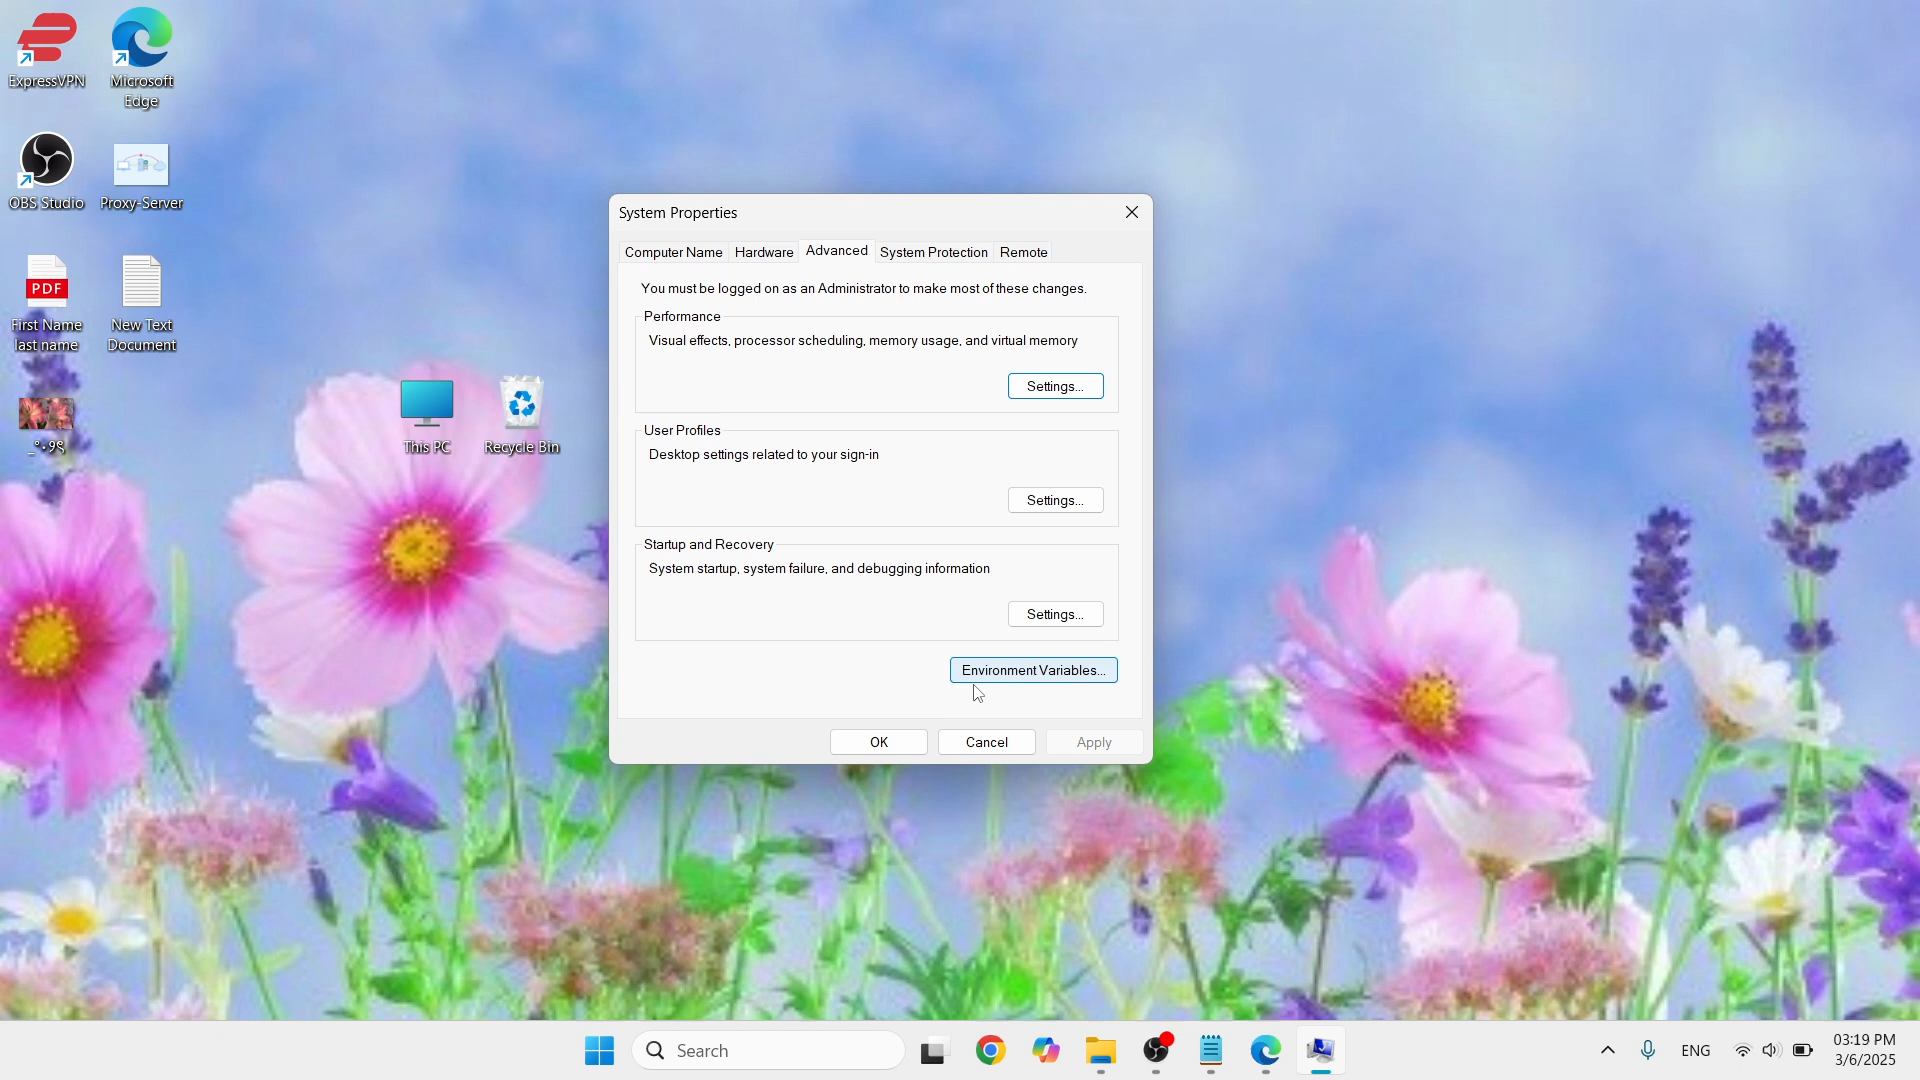 ExpressVPN
Microsoft
Edge
OBS Studio
Proxy-Server
PDF
First Name
last name
New Text
Document
This PC
Recycle Bin
System Properties
Computer Name
Hardware
Advanced
System Protection
Remote
You must be logged on as an Administrator to make most of these changes.
Performance
Visual effects, processor scheduling, memory usage, and virtual memory
Settings...
User Profiles
Desktop settings related to your sign-in
Settings...
Startup and Recovery
System startup, system failure, and debugging information
Settings...
Environment Variables...
OK
Cancel
Apply
Search
ENG
03:19 PM
3/6/2025